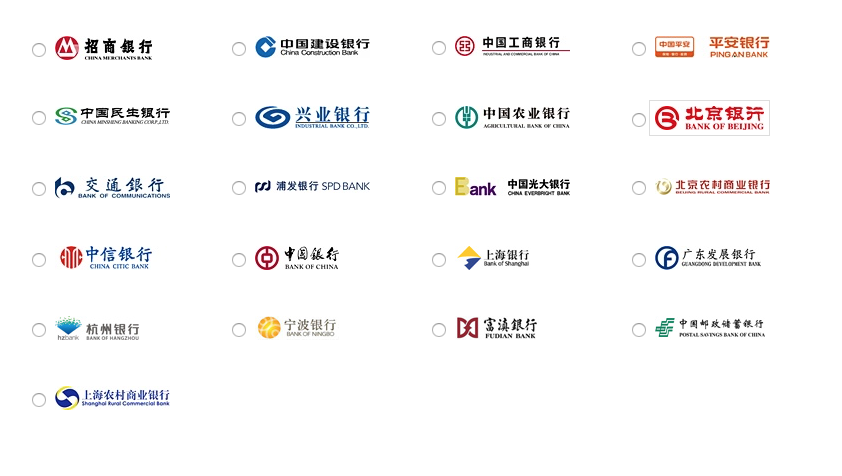 招商银行
CHINA MERCHANTS BANK
中国建设银行
China Construction Bank
中国工商银行
INDUSTRIAL AND COMMERCIAL BANK OF CHINA
中国平安
保险·银行·投资
平安银行
PING AN BANK
中国民生银行
CHINA MINSHENG BANKING CORP.,LTD.
兴业银行
INDUSTRIAL BANK CO.,LTD.
中国农业银行
AGRICULTURAL BANK OF CHINA
北京银行
BANK OF BEIJING
交通银行
BANK OF COMMUNICATIONS
浦发银行 SPD BANK
Bank
中国光大银行
CHINA EVERBRIGHT BANK
北京农村商业银行
BEIJING RURAL COMMERCIAL BANK
中信银行
CHINA CITIC BANK
中国银行
BANK OF CHINA
上海银行
Bank of Shanghai
广东发展银行
GUANGDONG DEVELOPMENT BANK
hzbank
杭州银行
BANK OF HANGZHOU
宁波银行
BANK OF NINGBO
富滇银行
FUDIAN BANK
中国邮政储蓄银行
POSTAL SAVINGS BANK OF CHINA
上海农村商业银行
Shanghai Rural Commercial Bank